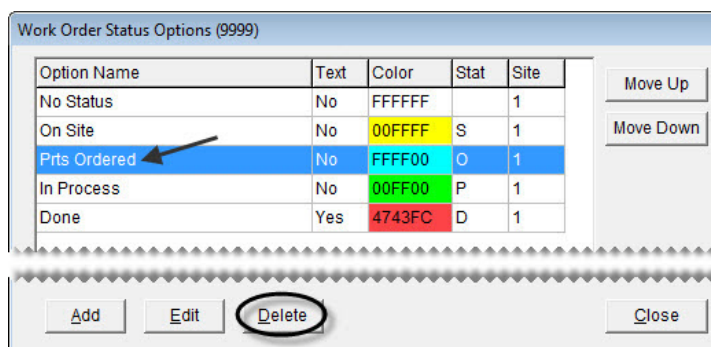 Work Order Status Options (9999)
Option Name Text Color Stat Site
No Status No FFFFFF 1
On Site No 00FFFF S 1
Prts Ordered No FFFF00 O 1
In Process No 00FF00 P 1
Done Yes 4743FC D 1
Move Up
Move Down
Add Edit Delete Close